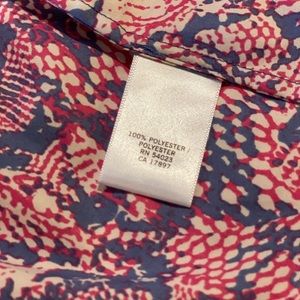 100% POLYESTER /
POLYESTER
RN 54023
CA 17897